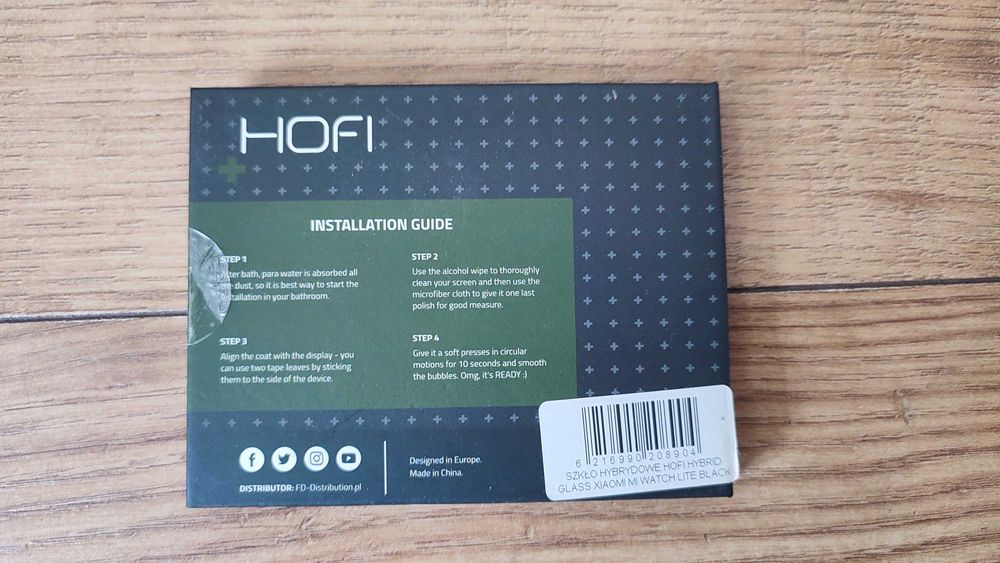 HOFI
INSTALLATION GUIDE
STEP 1
After bath, para water is absorbed all
the dust, so it is best way to start the
installation in your bathroom.
STEP 2
Use the alcohol wipe to thoroughly
clean your screen and then use the
microfiber cloth to give it one last
polish for good measure.
STEP 3
Align the coat with the display - you
can use two tape leaves by sticking
them to the side of the device.
STEP 4
Give it a soft presses in circular
motions for 10 seconds and smooth
the bubbles. Omg, it's READY :)
DISTRIBUTOR: FD-Distribution.pl
Designed in Europe.
Made in China.
6 216990 208904
SZKŁO HYBRYDOWE HOFI HYBRID
GLASS XIAOMI MI WATCH LITE BLACK